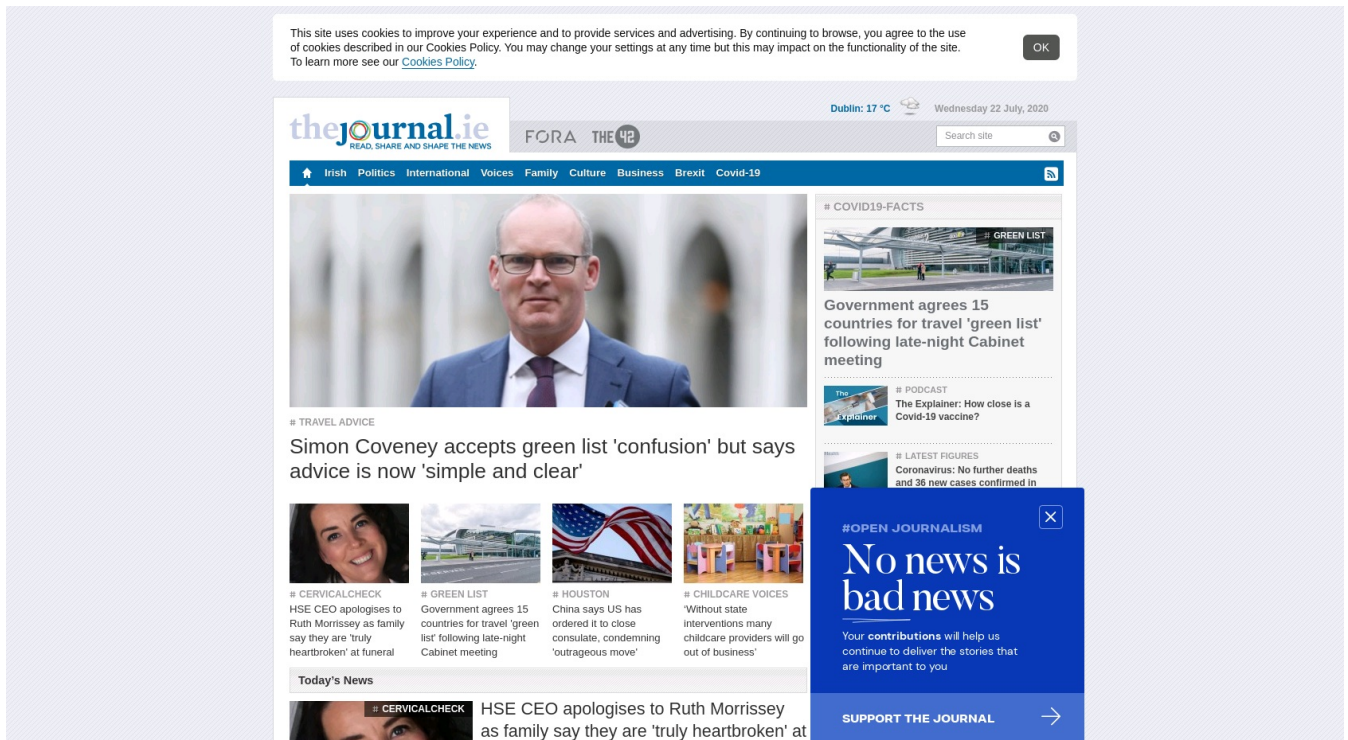 This site uses cookies to improve your experience and to provide services and advertising. By continuing to browse, you agree to the use
of cookies described in our Cookies Policy. You may change your settings at any time but this may impact on the functionality of the site.
To learn more see our Cookies Policy.
OK
Dublin: 17 °C
Wednesday 22 July, 2020
thejournal.ie
READ, SHARE AND SHAPE THE NEWS
FORA
THE 42
Search site
Irish Politics International Voices Family Culture Business Brexit Covid-19
# TRAVEL ADVICE
Simon Coveney accepts green list 'confusion' but says
advice is now 'simple and clear'
# CERVICALCHECK
HSE CEO apologises to
Ruth Morrissey as family
say they are 'truly
heartbroken' at funeral
# GREEN LIST
Government agrees 15
countries for travel 'green
list' following late-night
Cabinet meeting
# HOUSTON
China says US has
ordered it to close
consulate, condemning
'outrageous move'
# CHILDCARE VOICES
‘Without state
interventions many
childcare providers will go
out of business’
Today’s News
# CERVICALCHECK
HSE CEO apologises to Ruth Morrissey
as family say they are 'truly heartbroken' at
# COVID19-FACTS
# GREEN LIST
Government agrees 15
countries for travel 'green list'
following late-night Cabinet
meeting
The
Explainer
# PODCAST
The Explainer: How close is a
Covid-19 vaccine?
# LATEST FIGURES
Coronavirus: No further deaths
and 36 new cases confirmed in
#OPEN JOURNALISM
No news is
bad news
Your contributions will help us
continue to deliver the stories that
are important to you
SUPPORT THE JOURNAL